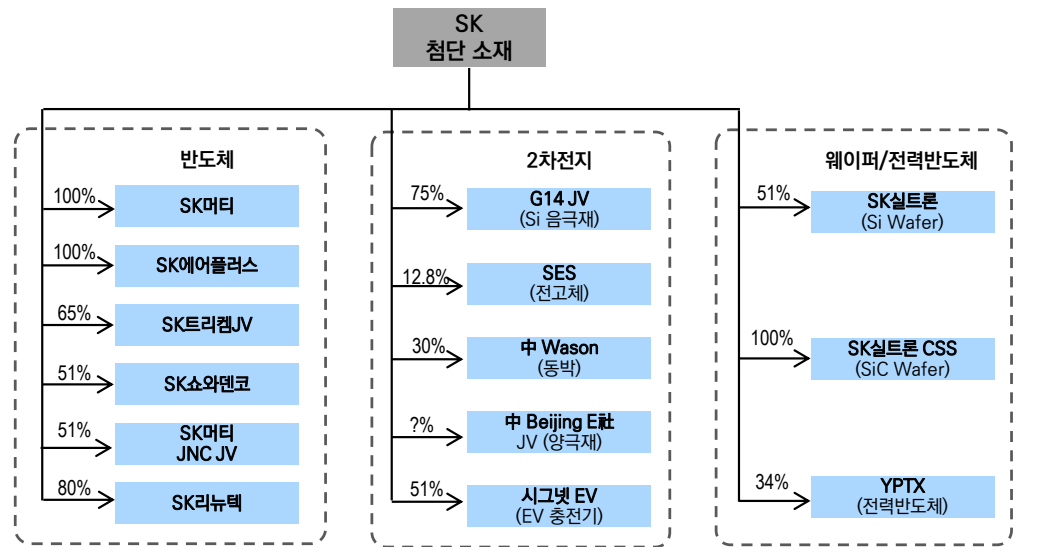 SK
첨단 소재
반도체
100%
SK머티
100%
SK에어플러스
65%
SK트리켐JV
51%
SK쇼와덴코
51%
SK머티
JNC JV
80%
SK리뉴텍
2차전지
75%
G14 JV
(Si 음극재)
12.8%
SES
(전고체)
30%
中 Wason
(동박)
?%
中 Beijing E社
JV (양극재)
51%
시그넷 EV
(EV 충전기)
웨이퍼/전력반도체
51%
SK실트론
(Si Wafer)
100%
SK실트론 CSS
(SiC Wafer)
34%
YPTX
(전력반도체)